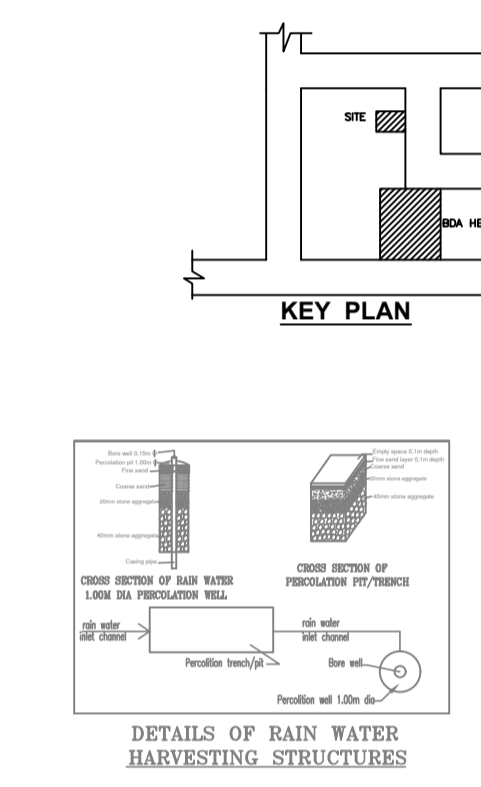 SITE
BDA HE
KEY PLAN
Bore well 0.15m
Percolation pit 1.00m
Fine sand
Coarse sand
20mm stone aggregate
40mm stone aggregate
Casing pipe
CROSS SECTION OF RAIN WATER
1.00M DIA PERCOLATION WELL
Empty space 0.1m depth
Fine sand layer 0.1m depth
Coarse sand
20mm stone aggregate
40mm stone aggregate
CROSS SECTION OF
PERCOLATION PIT/TRENCH
rain water
inlet channel
Percolition trench/pit
rain water
inlet channel
Bore well
Percolition well 1.00m dia
DETAILS OF RAIN WATER
HARVESTING STRUCTURES